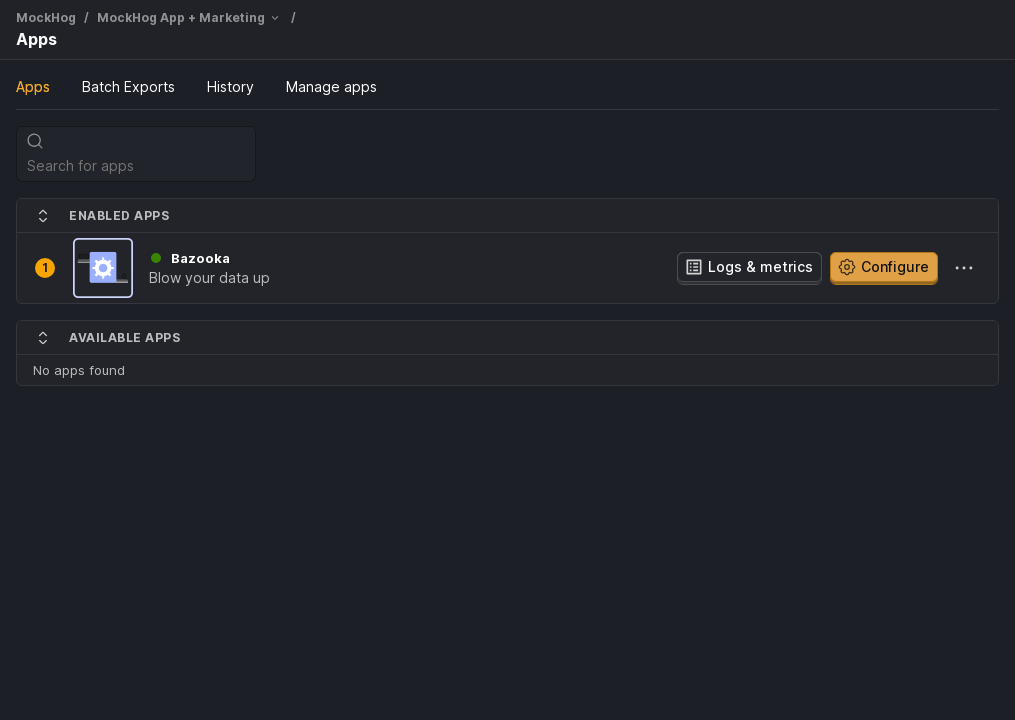 MockHog / MockHog App + Marketing /
Apps
Apps Batch Exports History Manage apps
Search for apps
ENABLED APPS
1 Bazooka
Blow your data up
Logs & metrics Configure
AVAILABLE APPS
No apps found